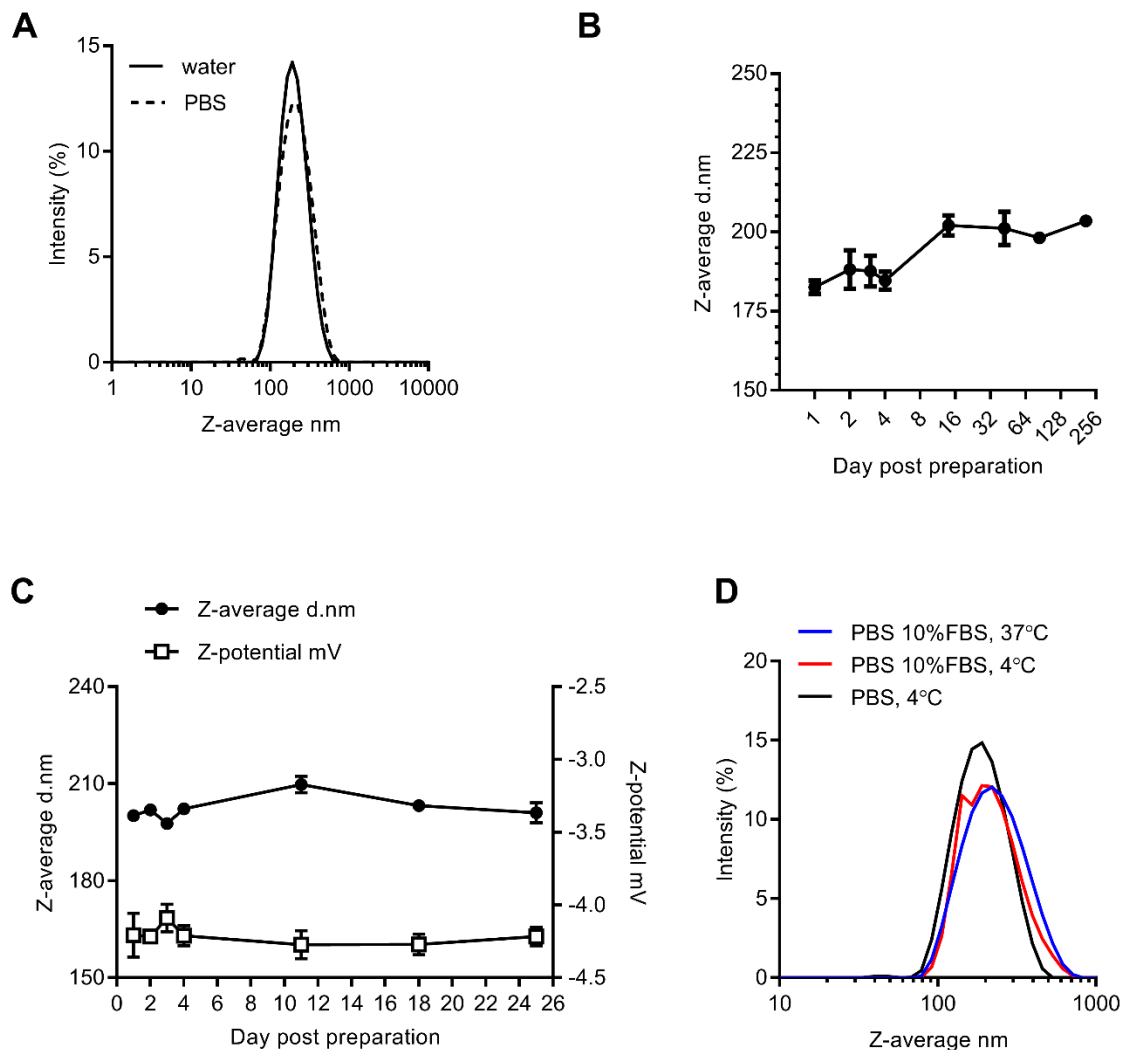 A
water
PBS
15
10
5
0
Intensity (%)
1 10 100 1000 10000
Z-average nm
B
250
225
200
175
150
Z-average d.nm
1 2 4 8 16 32 64 128 256
Day post preparation
C
Z-average d.nm
Z-potential mV
240
210
180
150
Z-average d.nm
-2.5
-3.0
-3.5
-4.0
-4.5
Z-potential mV
0 2 4 6 8 10 12 14 16 18 20 22 24 26
Day post preparation
D
PBS 10%FBS, 37°C
PBS 10%FBS, 4°C
PBS, 4°C
20
15
10
5
0
Intensity (%)
10 100 1000
Z-average nm